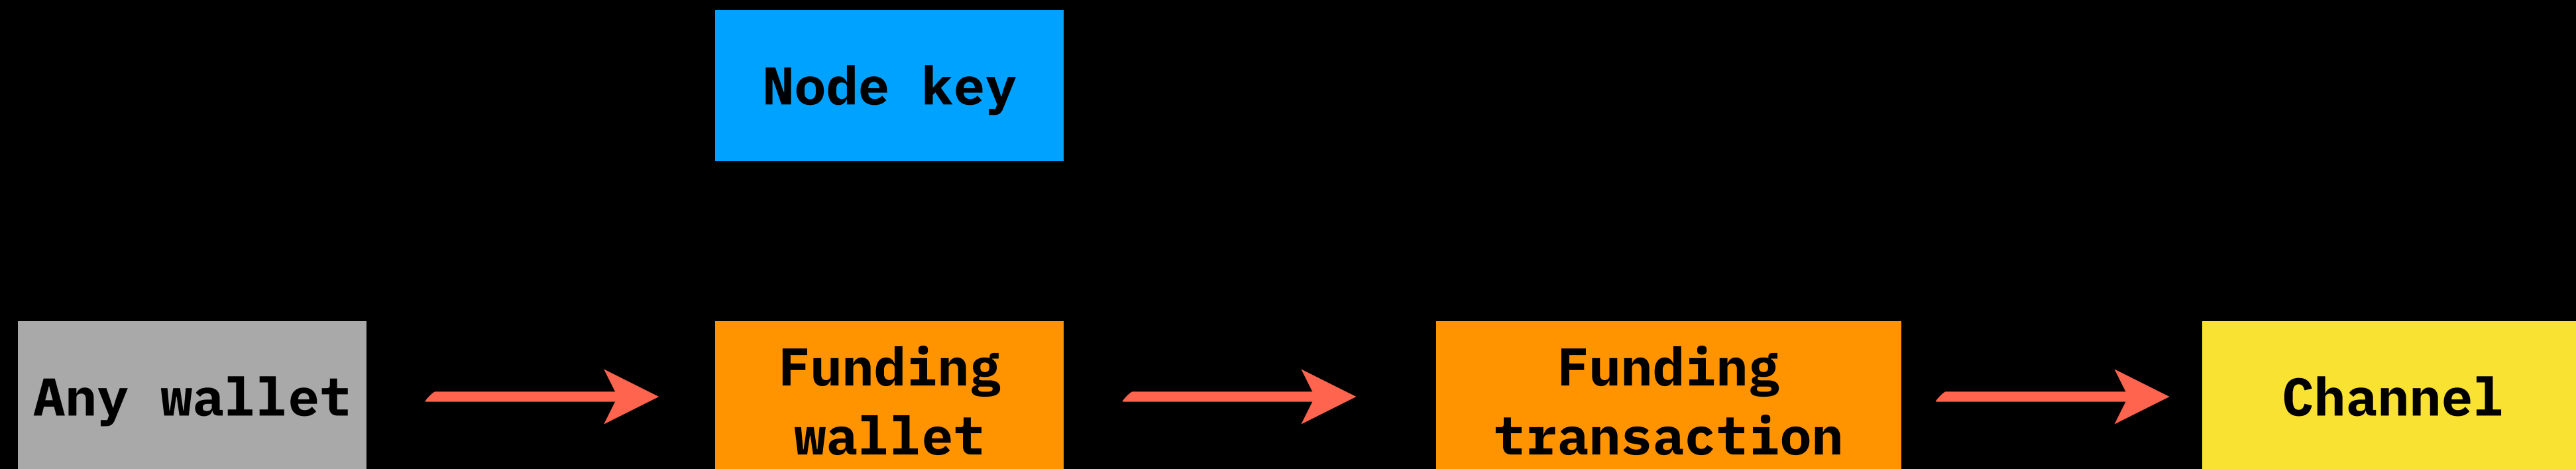 Node key
Any wallet
Funding
wallet
Funding
transaction
Channel